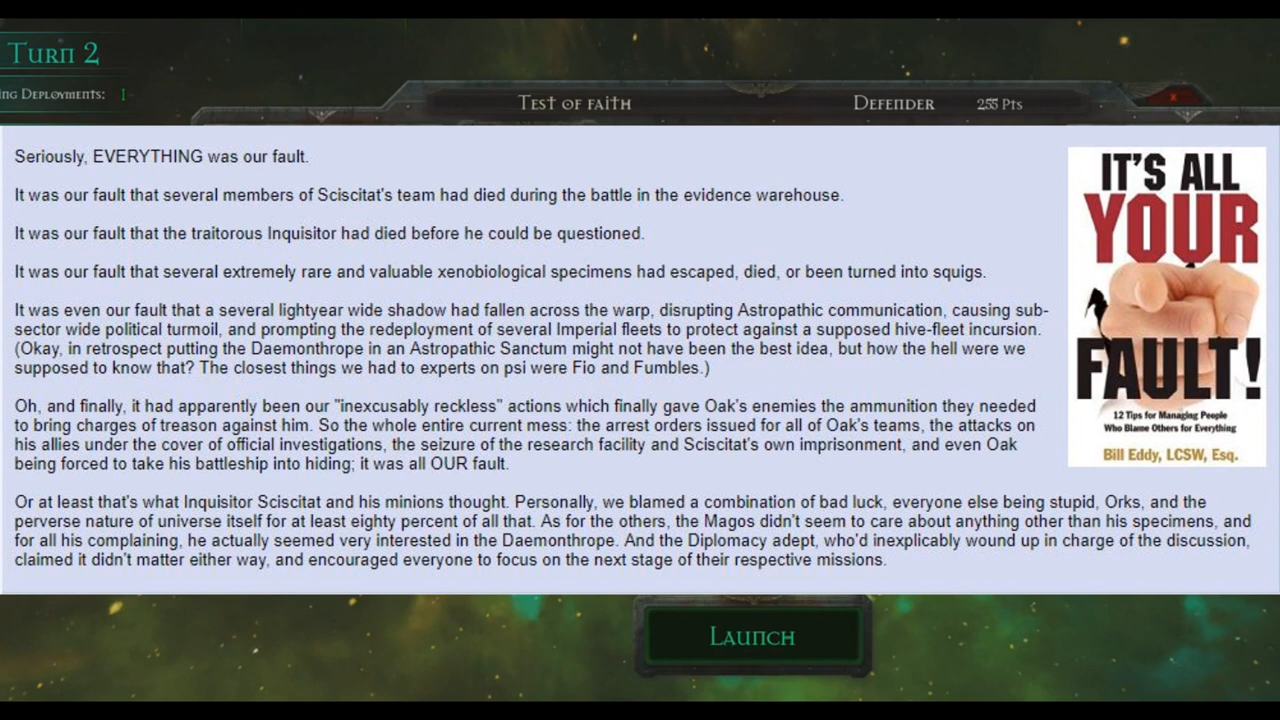 Turn 2
ng Deployments: 1
Test of faith
Defender
255 Pts
x
Seriously, EVERYTHING was our fault.
It was our fault that several members of Sciscitat's team had died during the battle in the evidence warehouse.
It was our fault that the traitorous Inquisitor had died before he could be questioned.
It was our fault that several extremely rare and valuable xenobiological specimens had escaped, died, or been turned into squigs.
It was even our fault that a several lightyear wide shadow had fallen across the warp, disrupting Astropathic communication, causing sub-
sector wide political turmoil, and prompting the redeployment of several Imperial fleets to protect against a supposed hive-fleet incursion.
(Okay, in retrospect putting the Daemonthrope in an Astropathic Sanctum might not have been the best idea, but how the hell were we
supposed to know that? The closest things we had to experts on psi were Fio and Fumbles.)
Oh, and finally, it had apparently been our "inexcusably reckless" actions which finally gave Oak's enemies the ammunition they needed
to bring charges of treason against him. So the whole entire current mess: the arrest orders issued for all of Oak's teams, the attacks on
his allies under the cover of official investigations, the seizure of the research facility and Sciscitat's own imprisonment, and even Oak
being forced to take his battleship into hiding; it was all OUR fault.
Or at least that's what Inquisitor Sciscitat and his minions thought. Personally, we blamed a combination of bad luck, everyone else being stupid, Orks, and the
perverse nature of universe itself for at least eighty percent of all that. As for the others, the Magos didn't seem to care about anything other than his specimens, and
for all his complaining, he actually seemed very interested in the Daemonthrope. And the Diplomacy adept, who'd inexplicably wound up in charge of the discussion,
claimed it didn't matter either way, and encouraged everyone to focus on the next stage of their respective missions.
IT'S ALL
YOUR
FAULT!
12 Tips for Managing People
Who Blame Others for Everything
Bill Eddy, LCSW, Esq.
Launch